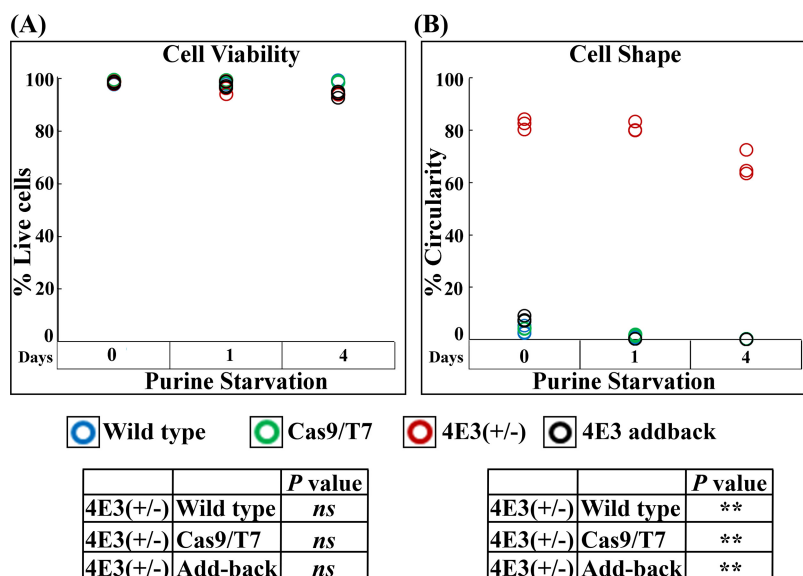 (A)
(B)
Cell Viability
% Live cells
100
80
60
40
20
0
Days
0
1
4
Purine Starvation
Cell Shape
% Circularity
100
80
60
40
20
0
Days
0
1
4
Purine Starvation
Wild type
Cas9/T7
4E3(+/-)
4E3 addback
P value
4E3(+/-) Wild type ns
4E3(+/-) Cas9/T7 ns
4E3(+/-) Add-back ns
P value
4E3(+/-) Wild type **
4E3(+/-) Cas9/T7 **
4E3(+/-) Add-back **